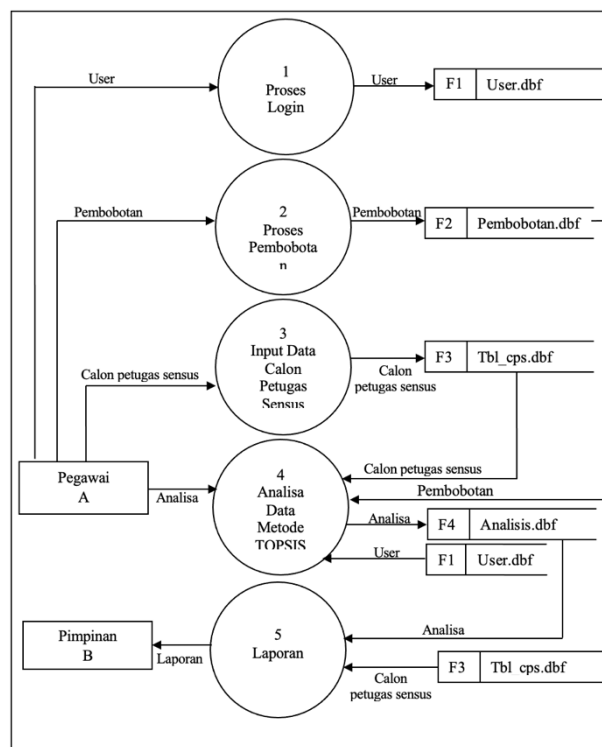 1
Proses
Login
User
User
F1 User.dbf
Pembobotan
2
Proses
Pembobota
n
Pembobotan
F2 Pembobotan.dbf
3
Input Data
Calon
Petugas
Sensus
Calon petugas sensus
Calon
petugas sensus
F3 Tbl_cps.dbf
Pegawai
A
Analisa
4
Analisa
Data
Metode
TOPSIS
Calon petugas sensus
Pembobotan
Analisa
F4 Analisis.dbf
User
F1 User.dbf
Pimpinan
B
Laporan
5
Laporan
Analisa
Calon
petugas sensus
F3 Tbl_cps.dbf